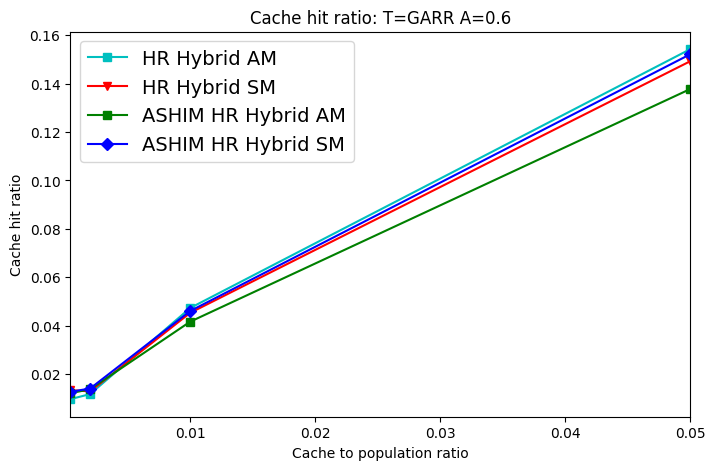 Cache hit ratio: T=GARR A=0.6
0.16
0.14
0.12
0.10
0.08
0.06
0.04
0.02
Cache hit ratio
HR Hybrid AM
HR Hybrid SM
ASHIM HR Hybrid AM
ASHIM HR Hybrid SM
0.01 0.02 0.03 0.04 0.05
Cache to population ratio